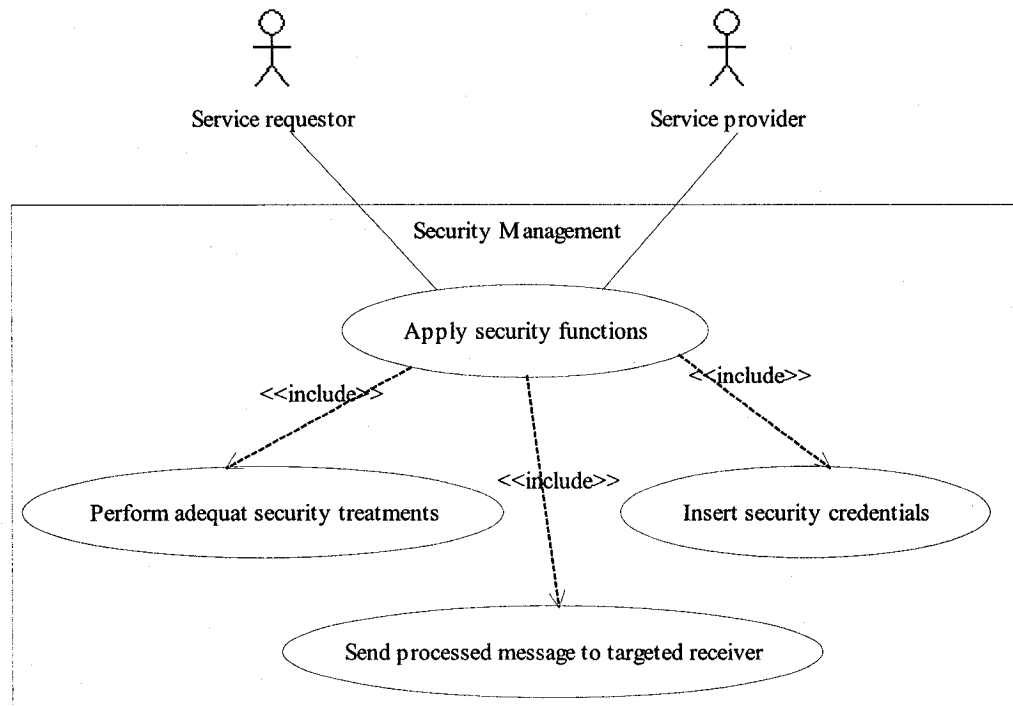 Service requestor
Service provider
Security Management
Apply security functions
<<include>>
<<include>>
<<include>>
Perform adequat security treatments
Insert security credentials
Send processed message to targeted receiver